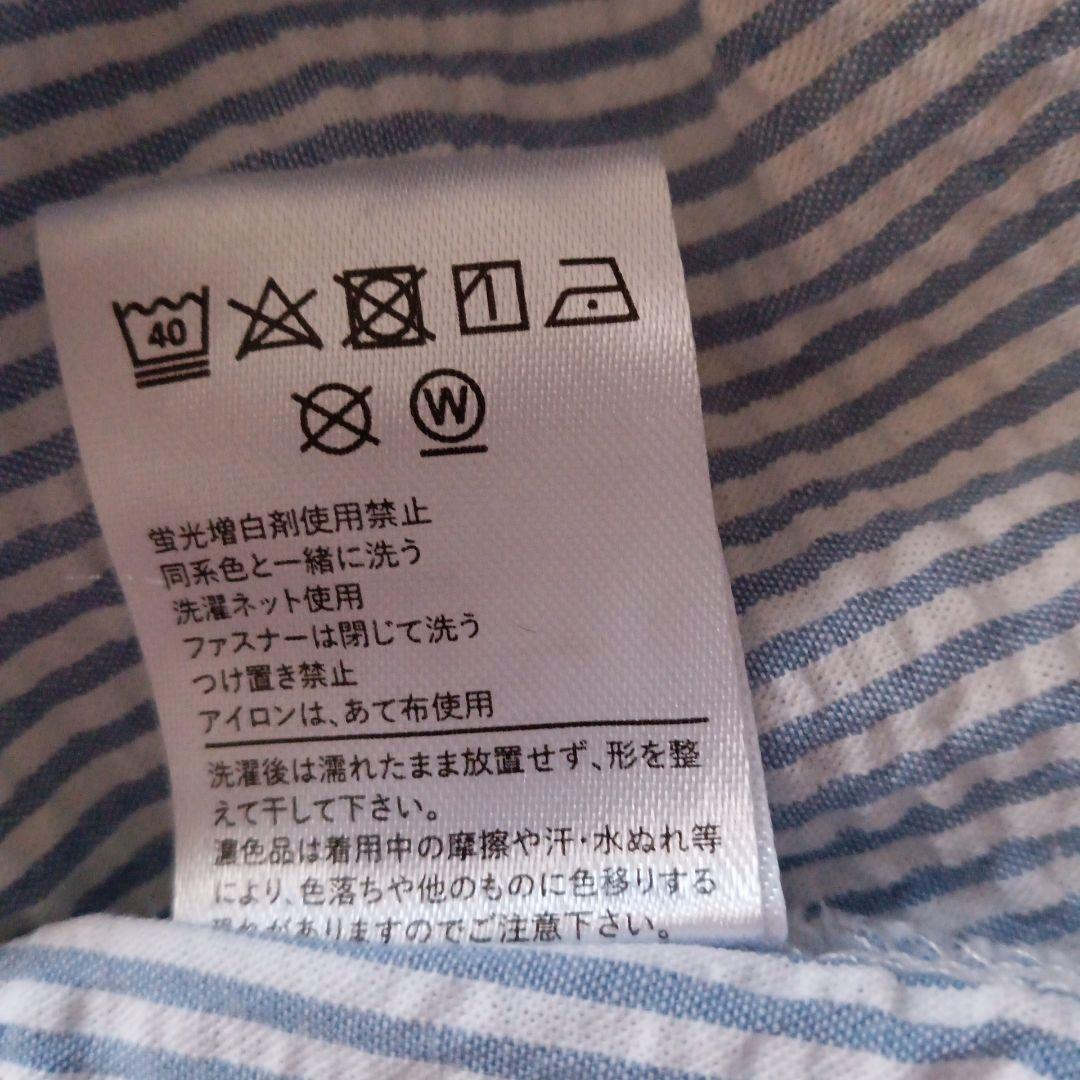 40
W
蛍光増白剤使用禁止
同系色と一緒に洗う
洗濯ネット使用
ファスナーは閉じて洗う
つけ置き禁止
アイロンは、あて布使用
洗濯後は濡れたまま放置せず、形を整
えて干して下さい。
濃色品は着用中の摩擦や汗・水ぬれ等
により、色落ちや他のものに色移りする
恐れがありますのでご注意下さい。